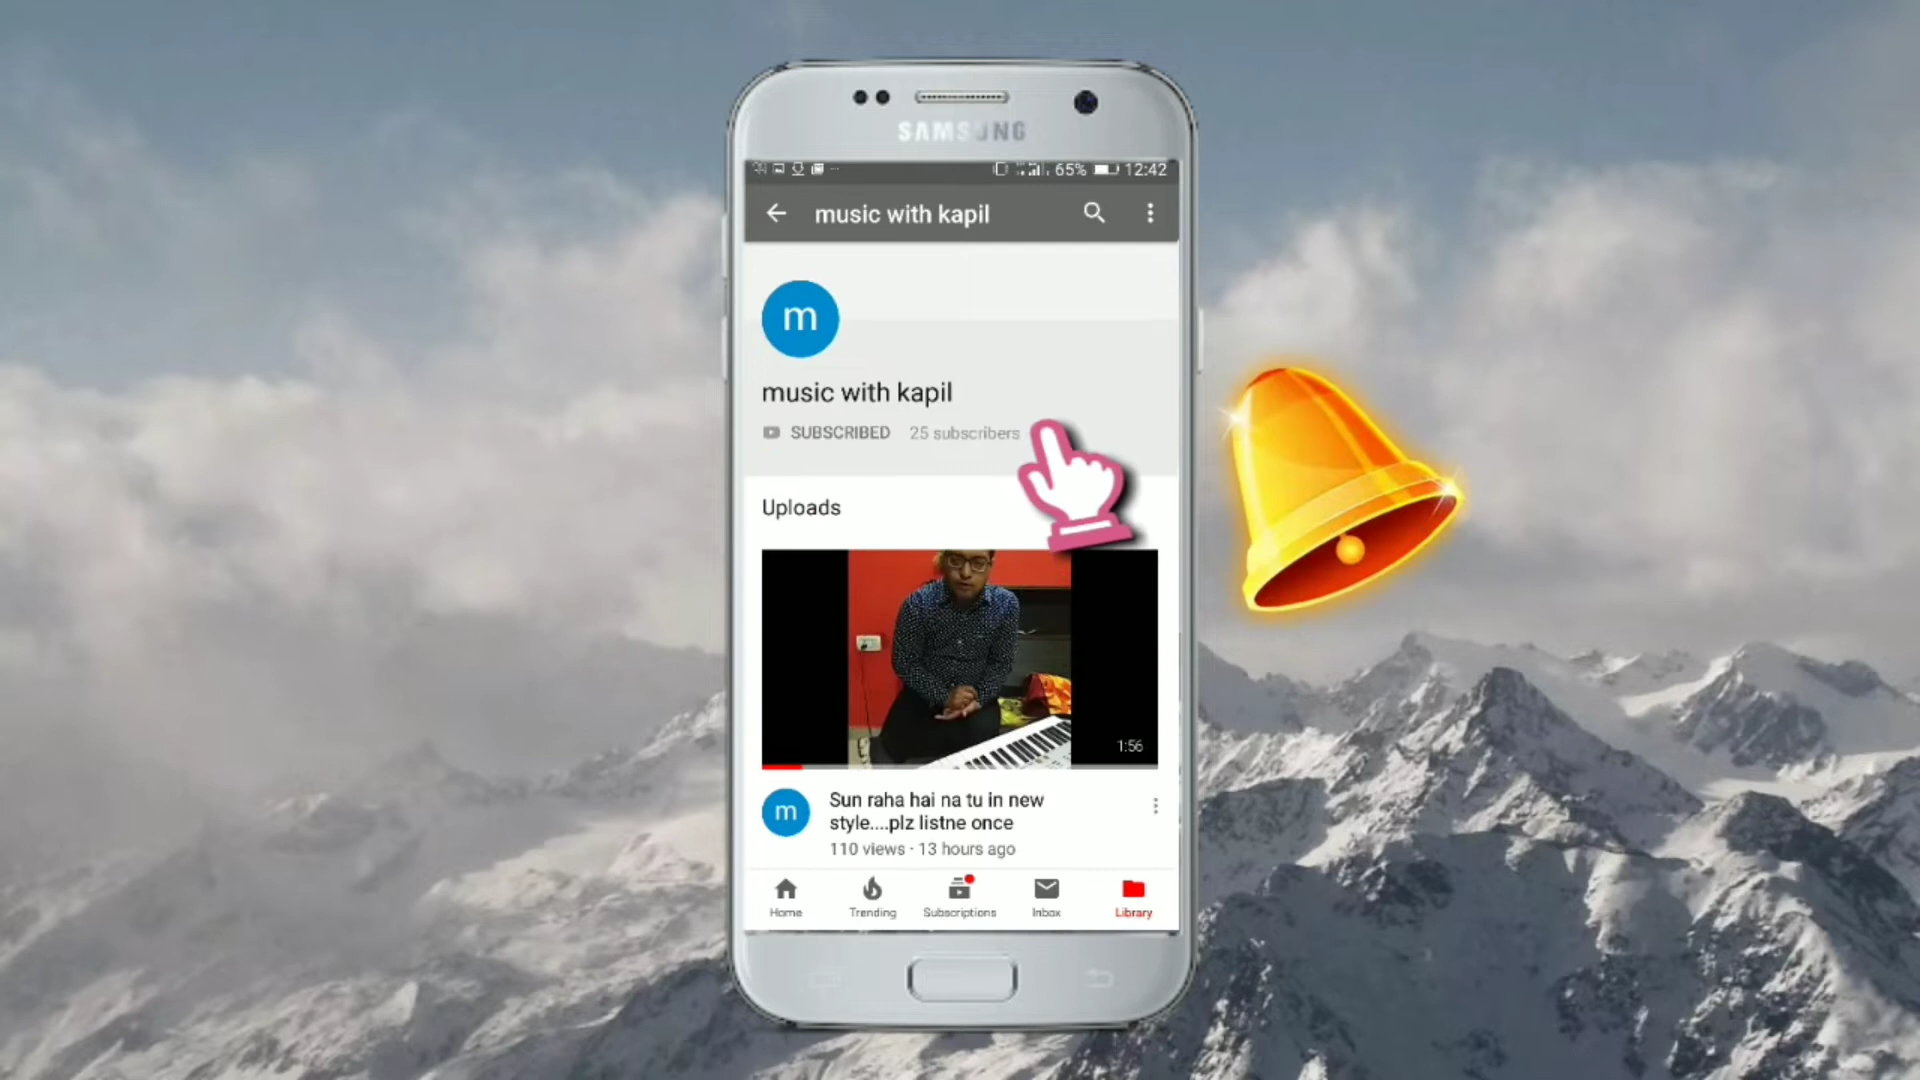 SAMSUNG
65% 12:42
music with kapil
m
music with kapil
SUBSCRIBED 25 subscribers
Uploads
1:56
m
Sun raha hai na tu in new
style....plz listne once
110 views · 13 hours ago
Home Trending Subscriptions Inbox Library